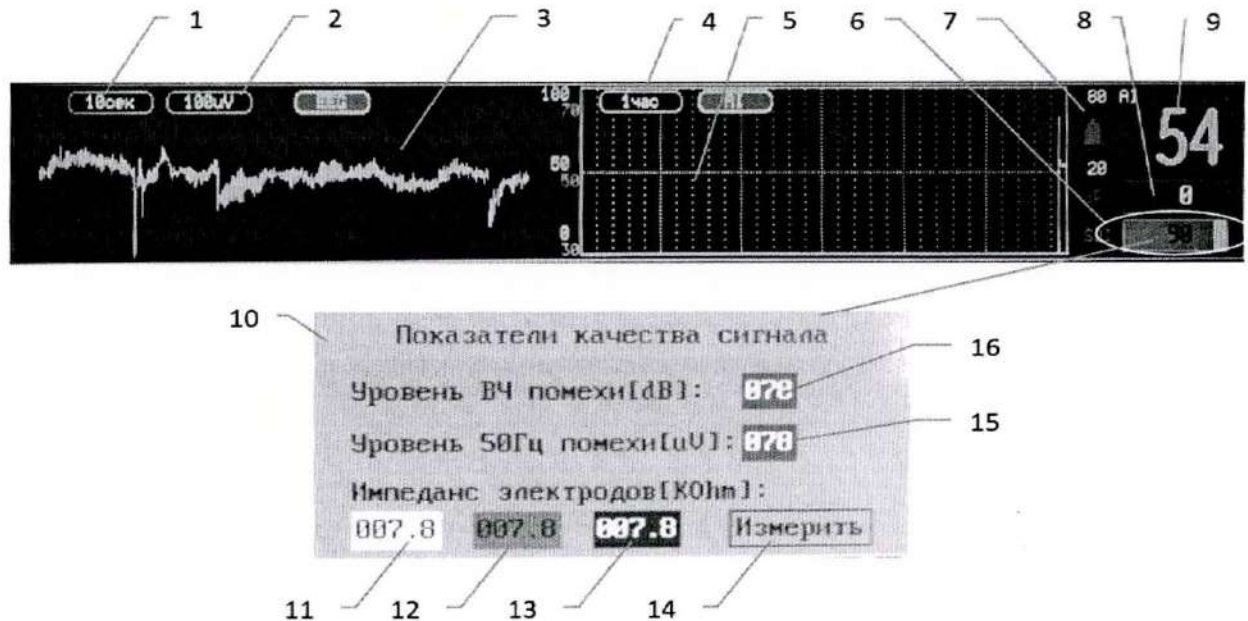 1 2 3 4 5 6 7 8 9
10сек 100uV 100 1час 80 AI
70 54
50 20
50 0
0 90
30
10 Показатели качества сигнала
16
Уровень ВЧ помехи[dB]: 070
15
Уровень 50Гц помехи[uV]: 070
Импеданс электродов[KOhm]:
007.8 007.8 007.8 Измерить
11 12 13 14